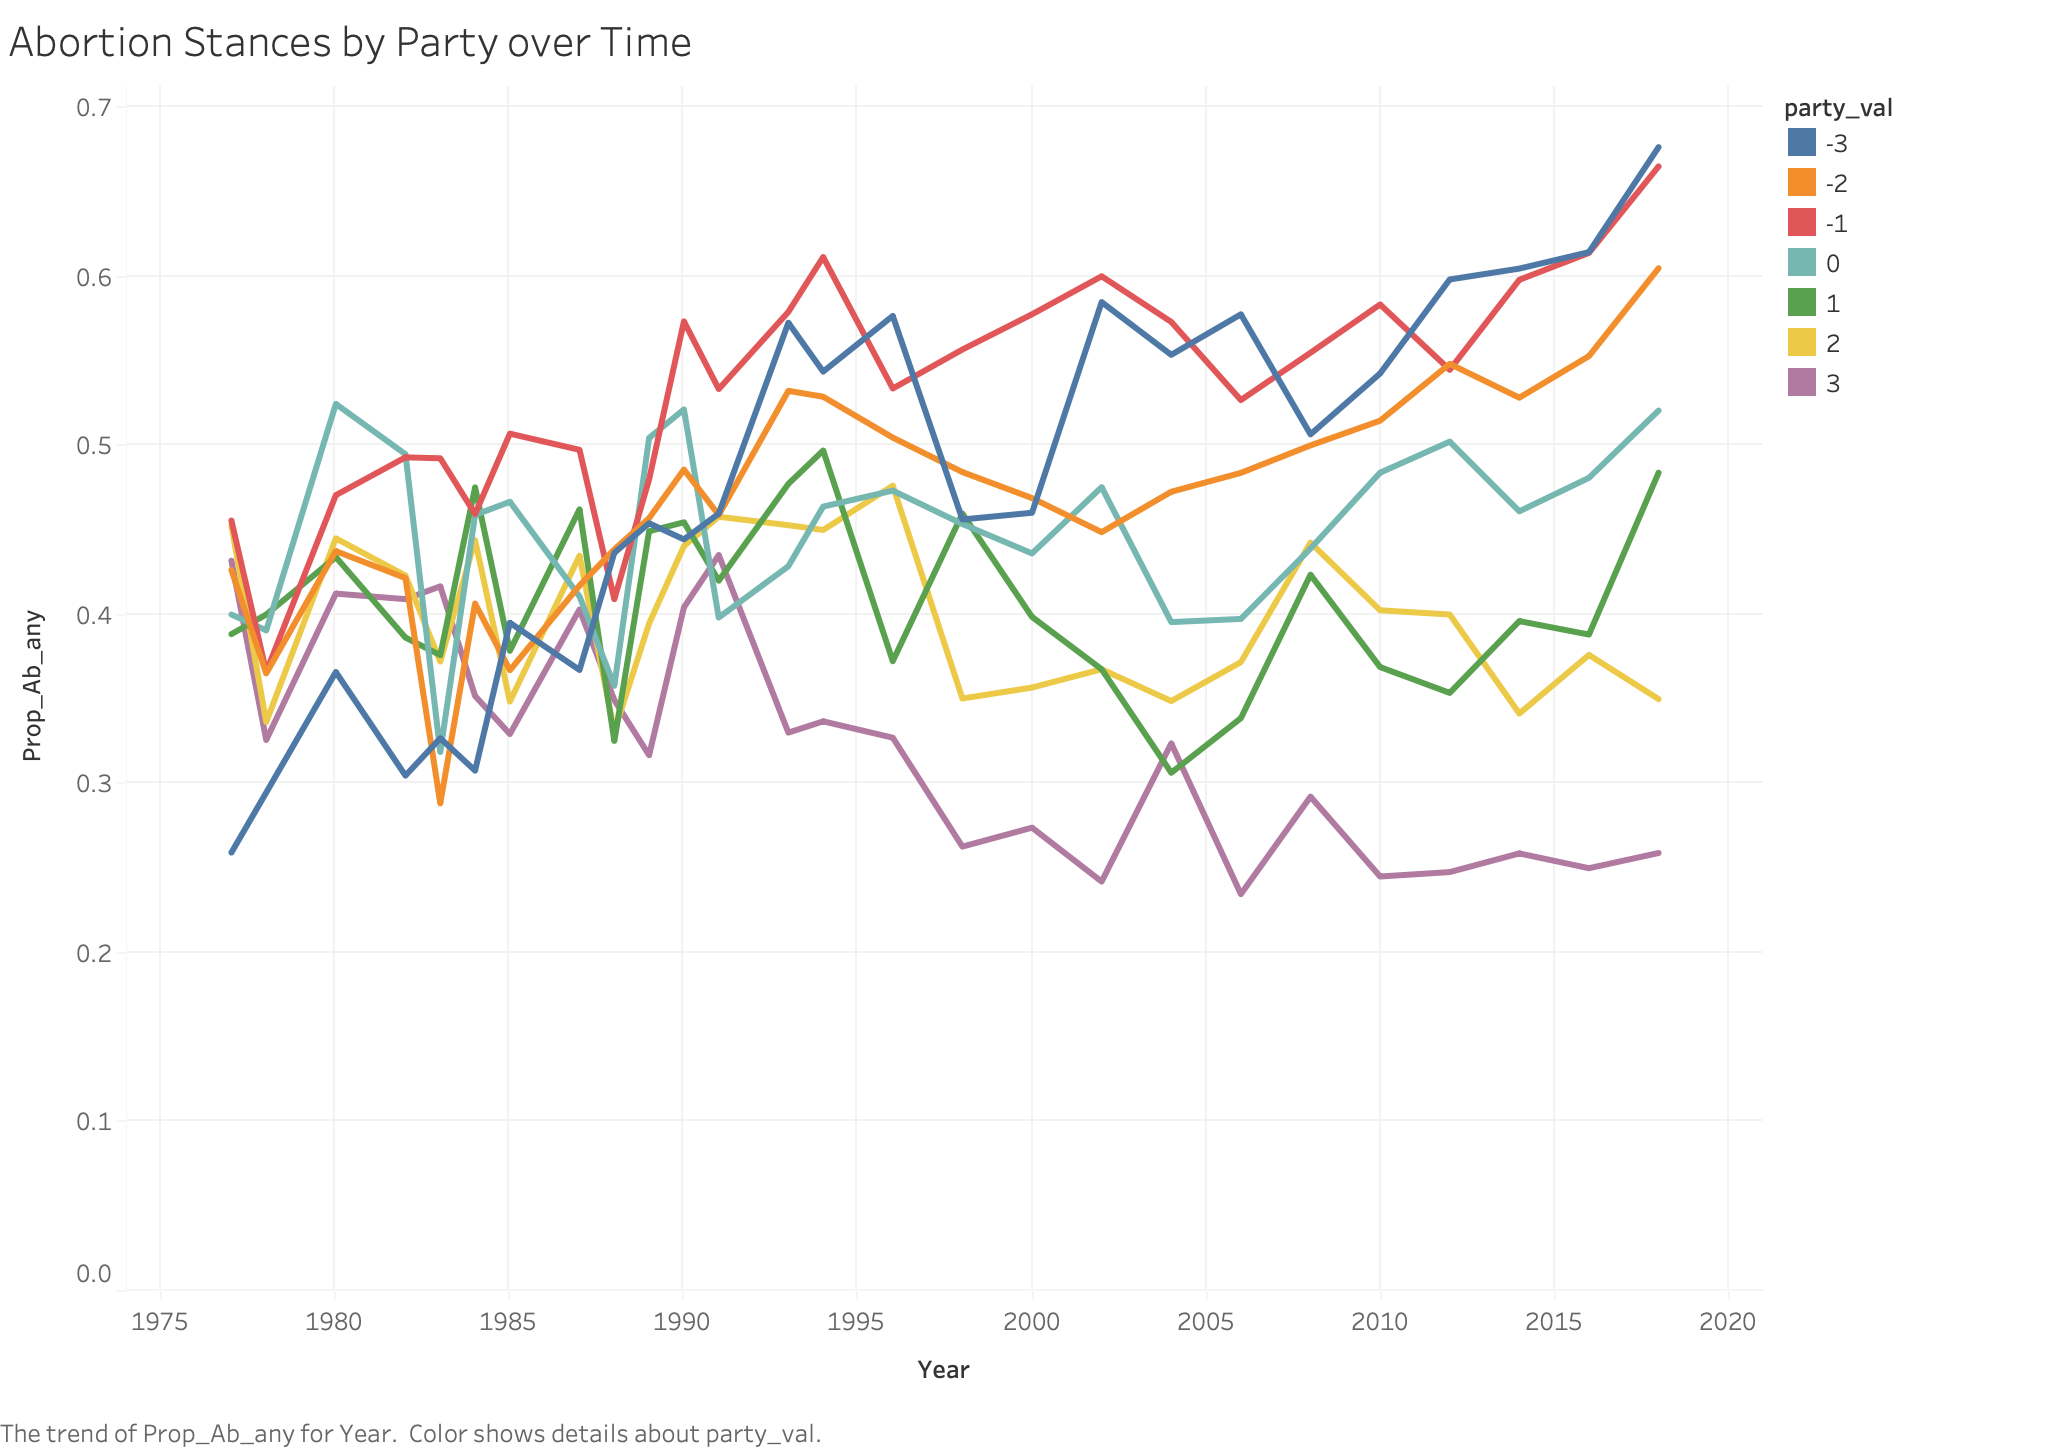 Abortion Stances by Party over Time
party_val
-3
-2
-1
0
1
2
3
Prop_Ab_any
0.7
0.6
0.5
0.4
0.3
0.2
0.1
0.0
1975 1980 1985 1990 1995 2000 2005 2010 2015 2020
Year
The trend of Prop_Ab_any for Year.  Color shows details about party_val.